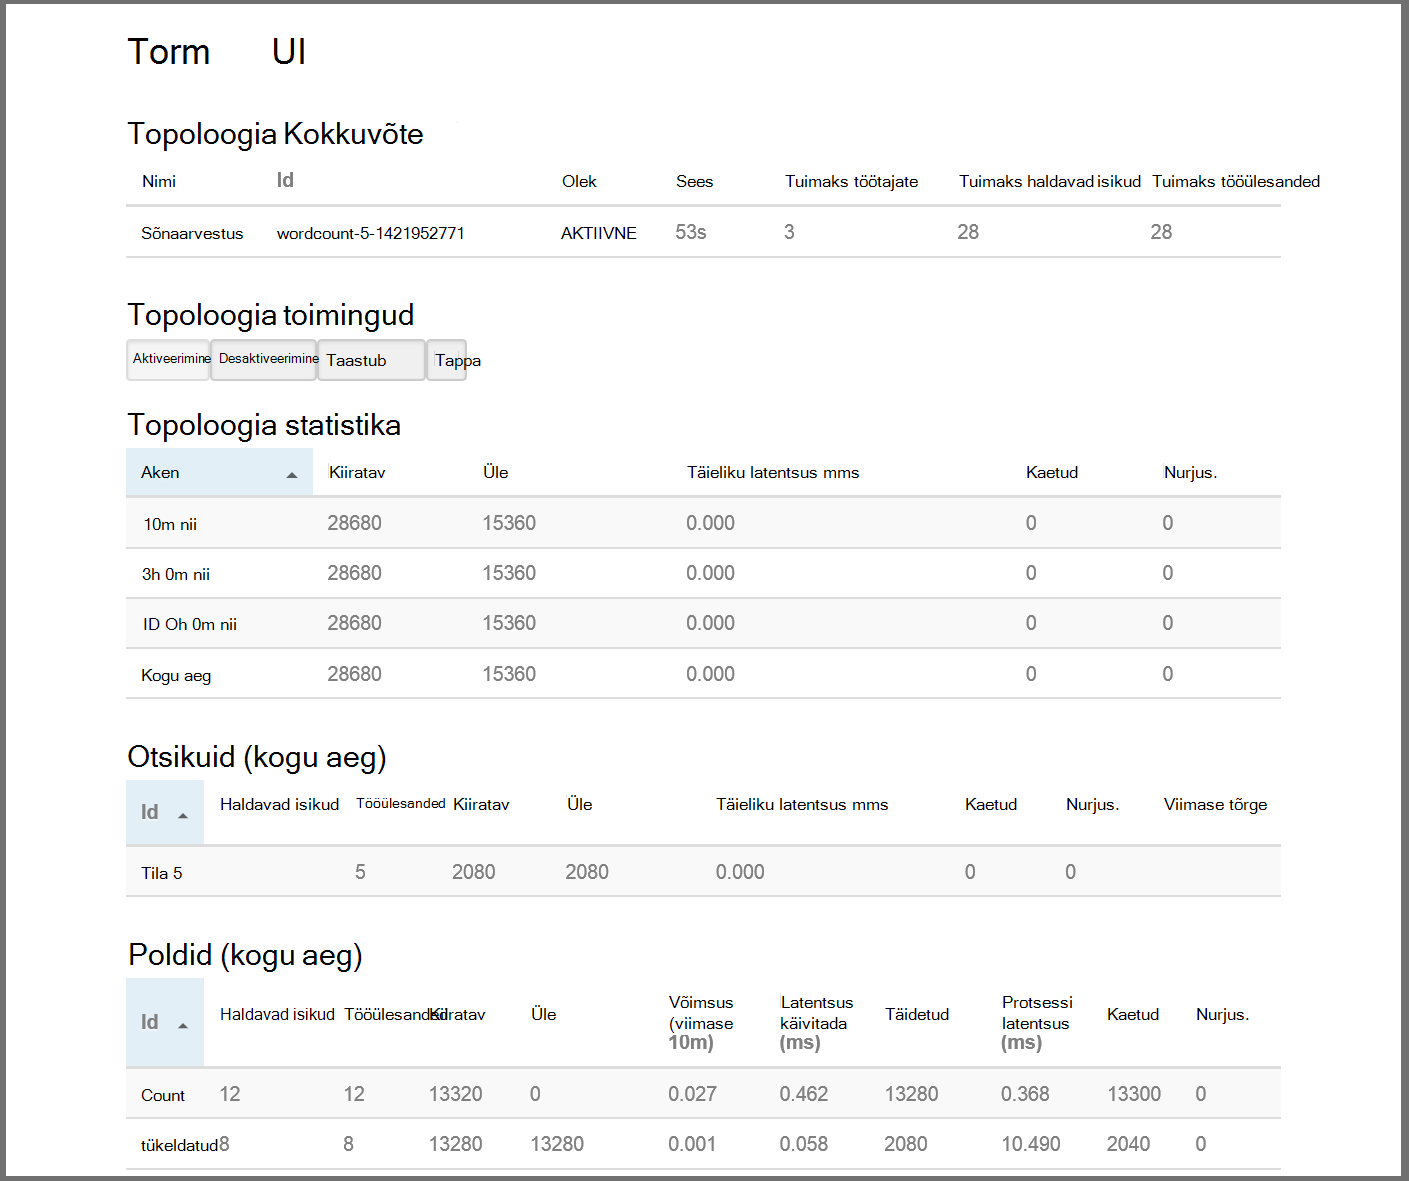 Torm UI
Topoloogia Kokkuvõte
Nimi Id Olek Sees Tuimaks töötajate Tuimaks haldavad isikud Tuimaks tööülesanded
Sõnaarvestus wordcount-5-1421952771 AKTIIVNE 53s 3 28 28
Topoloogia toimingud
Aktiveerimine Desaktiveerimine Taastub Tappa
Topoloogia statistika
Aken Kiiratav Üle Täieliku latentsus mms Kaetud Nurjus.
10m nii 28680 15360 0.000 0 0
3h 0m nii 28680 15360 0.000 0 0
ID Oh 0m nii 28680 15360 0.000 0 0
Kogu aeg 28680 15360 0.000 0 0
Otsikuid (kogu aeg)
Id Haldavad isikud Tööülesanded Kiiratav Üle Täieliku latentsus mms Kaetud Nurjus. Viimase tõrge
Tila 5 5 2080 2080 0.000 0 0
Poldid (kogu aeg)
Id Haldavad isikud Tööülesanded Kiiratav Üle Võimsus (viimase 10m) Latentsus käivitada (ms) Täidetud Protsessi latentsus (ms) Kaetud Nurjus.
Count 12 12 13320 0 0.027 0.462 13280 0.368 13300 0
tükeldatud 8 8 13280 13280 0.001 0.058 2080 10.490 2040 0